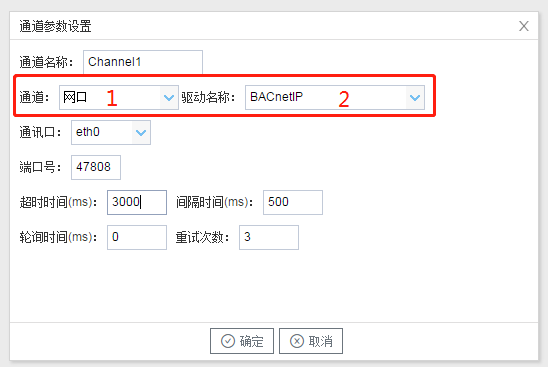 通道参数设置
通道名称： Channel1
通道： 网口 1 驱动名称： BACnetIP 2
通讯口： eth0
端口号： 47808
超时时间(ms)： 3000 间隔时间(ms)： 500
轮询时间(ms)： 0 重试次数： 3
确定 取消